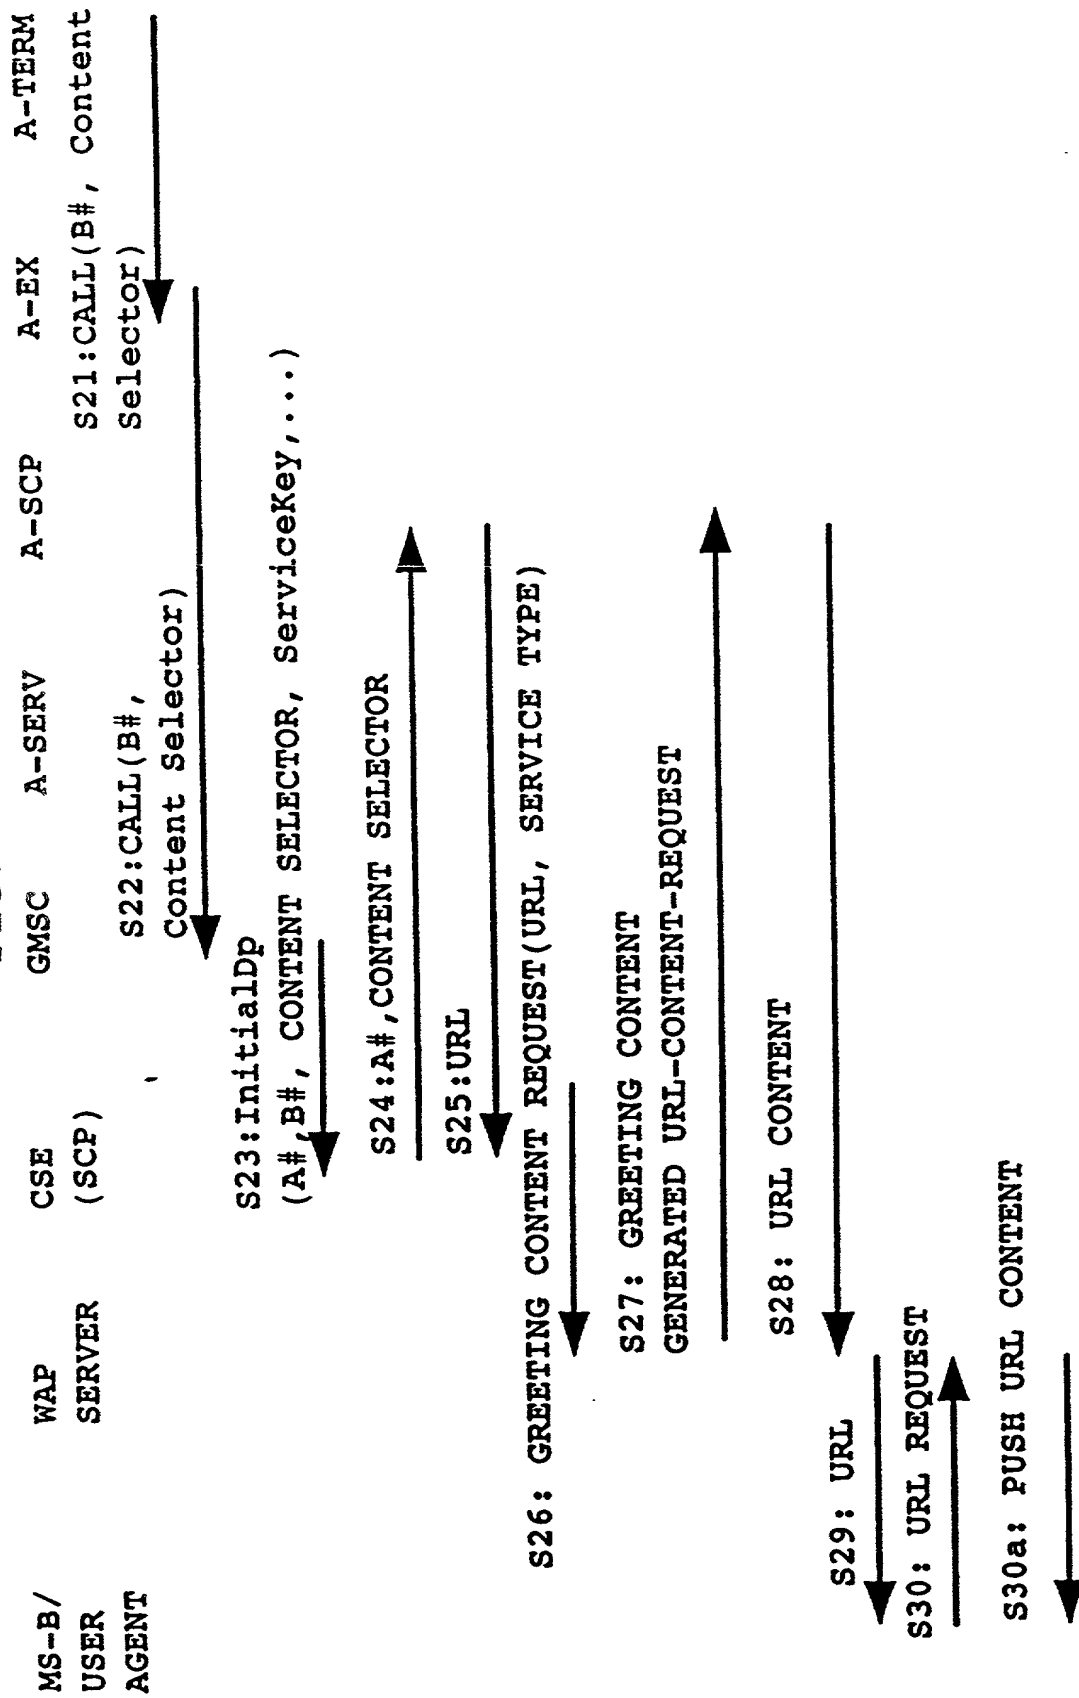 MS-B/
USER
AGENT
WAP
SERVER
CSE
(SCP)
GMSC
A-SERV
A-SCP
A-EX
A-TERM
S21:CALL(B#, Content
Selector)
S22:CALL(B#,
Content Selector)
S23:InitialDp
(A#,B#, CONTENT SELECTOR, ServiceKey,...)
S24:A#,CONTENT SELECTOR
S25:URL
S26: GREETING CONTENT REQUEST(URL, SERVICE TYPE)
S27: GREETING CONTENT
GENERATED URL-CONTENT-REQUEST
S28: URL CONTENT
S29: URL
S30: URL REQUEST
S30a: PUSH URL CONTENT